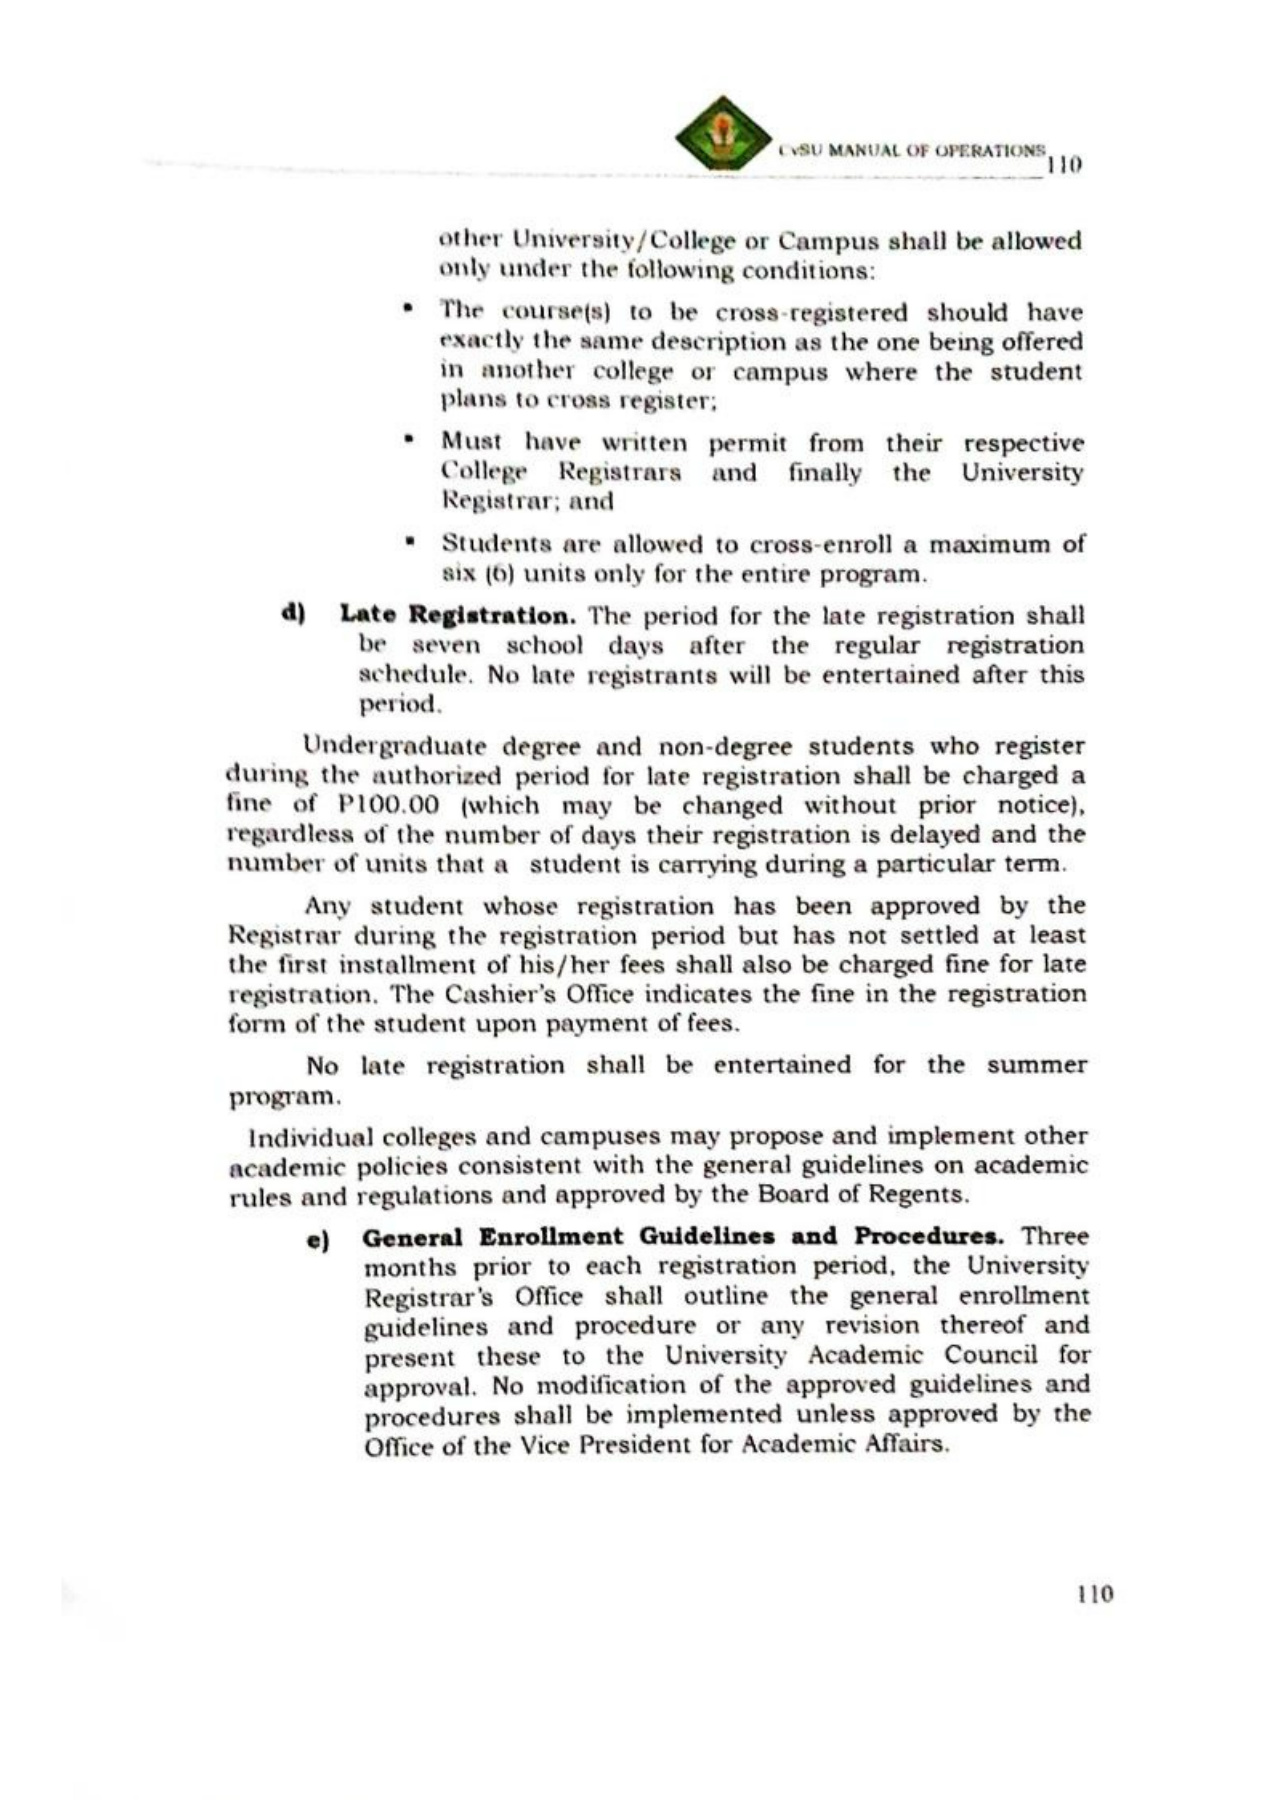 CvSU MANUAL OF OPERATIONS
110
other University/College or Campus shall be allowed
only under the following conditions:
▪ The course(s) to be cross-registered should have
exactly the same description as the one being offered
in another college or campus where the student
plans to cross register;
▪ Must have written permit from their respective
College Registrars and finally the University
Registrar; and
▪ Students are allowed to cross-enroll a maximum of
six (6) units only for the entire program.
d) Late Registration. The period for the late registration shall
be seven school days after the regular registration
schedule. No late registrants will be entertained after this
period.
Undergraduate degree and non-degree students who register
during the authorized period for late registration shall be charged a
fine of P100.00 (which may be changed without prior notice),
regardless of the number of days their registration is delayed and the
number of units that a student is carrying during a particular term.
Any student whose registration has been approved by the
Registrar during the registration period but has not settled at least
the first installment of his/her fees shall also be charged fine for late
registration. The Cashier's Office indicates the fine in the registration
form of the student upon payment of fees.
No late registration shall be entertained for the summer
program.
Individual colleges and campuses may propose and implement other
academic policies consistent with the general guidelines on academic
rules and regulations and approved by the Board of Regents.
e) General Enrollment Guidelines and Procedures. Three
months prior to each registration period, the University
Registrar's Office shall outline the general enrollment
guidelines and procedure or any revision thereof and
present these to the University Academic Council for
approval. No modification of the approved guidelines and
procedures shall be implemented unless approved by the
Office of the Vice President for Academic Affairs.
110